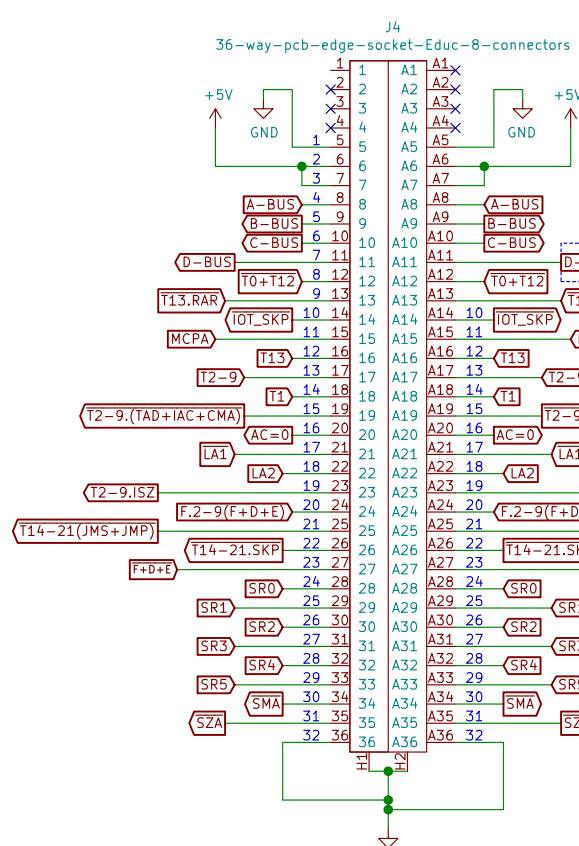 J4
36-way-pcb-edge-socket-Educ-8-connectors
1 1 A1 A1
2 2 A2 A2
+5V 3 3 A3 A3 +5V
GND 4 4 A4 A4 GND
1 5 5 A5 A5
2 6 6 A6 A6
3 7 7 A7 A7
A-BUS 4 8 8 A8 A8 A-BUS
B-BUS 5 9 9 A9 A9 B-BUS
C-BUS 6 10 10 A10 A10 C-BUS
D-BUS 7 11 11 A11 A11 D-
T0+T12 8 12 12 A12 A12 T0+T12
T13.RAR 9 13 13 A13 A13
IOT_SKP 10 14 14 A14 A14 10 IOT_SKP
MCPA 11 15 15 A15 A15 11
T13 12 16 16 A16 A16 12 T13
T2-9 13 17 17 A17 A17 13 T2-9
T1 14 18 18 A18 A18 14 T1
T2-9.(TAD+IAC+CMA) 15 19 19 A19 A19 15 T2-9
AC=0 16 20 20 A20 A20 16 AC=0
LA1 17 21 21 A21 A21 17 LA1
LA2 18 22 22 A22 A22 18 LA2
T2-9.ISZ 19 23 23 A23 A23 19
F.2-9(F+D+E) 20 24 24 A24 A24 20 F.2-9(F+D
T14-21(JMS+JMP) 21 25 25 A25 A25 21
T14-21.SKP 22 26 26 A26 A26 22 T14-21.SK
F+D+E 23 27 27 A27 A27 23
SR0 24 28 28 A28 A28 24 SR0
SR1 25 29 29 A29 A29 25 SR1
SR2 26 30 30 A30 A30 26 SR2
SR3 27 31 31 A31 A31 27 SR3
SR4 28 32 32 A32 A32 28 SR4
SR5 29 33 33 A33 A33 29 SR5
SMA 30 34 34 A34 A34 30 SMA
SZA 31 35 35 A35 A35 31 SZ
32 36 36 A36 A36 32
H1 H2